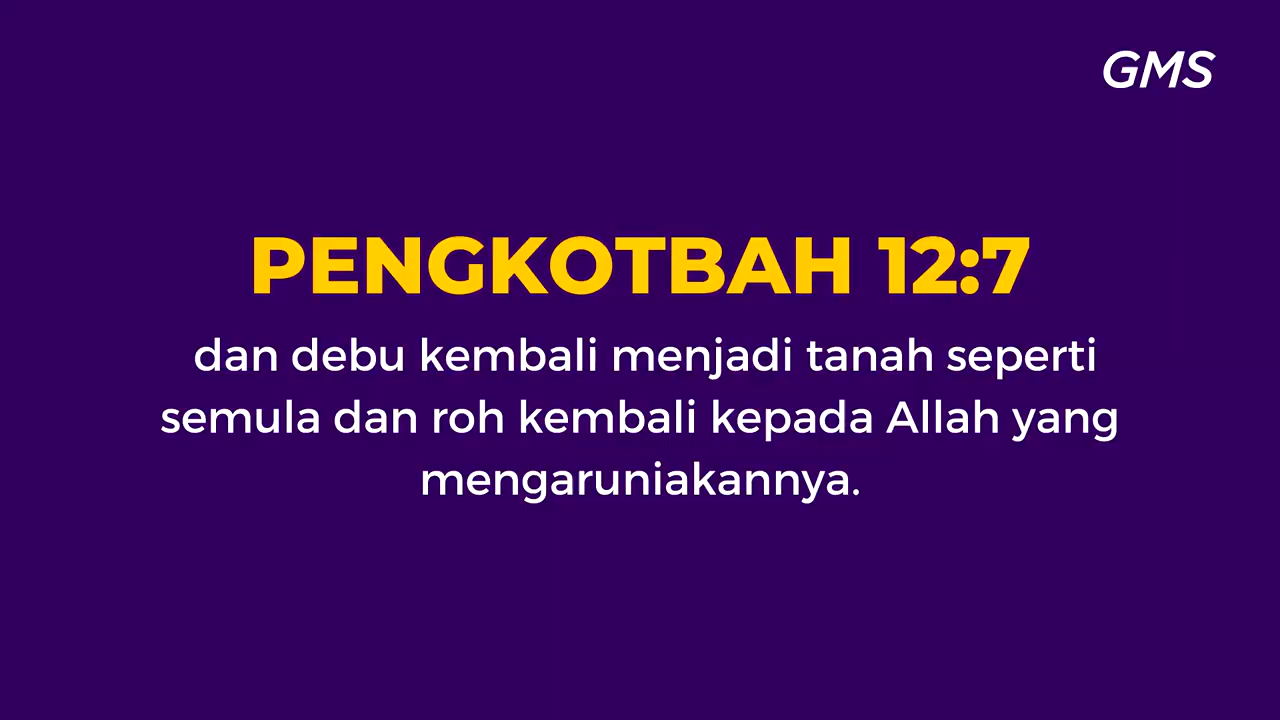 GMS
PENGKOTBAH 12:7
dan debu kembali menjadi tanah seperti
semula dan roh kembali kepada Allah yang
mengaruniakannya.